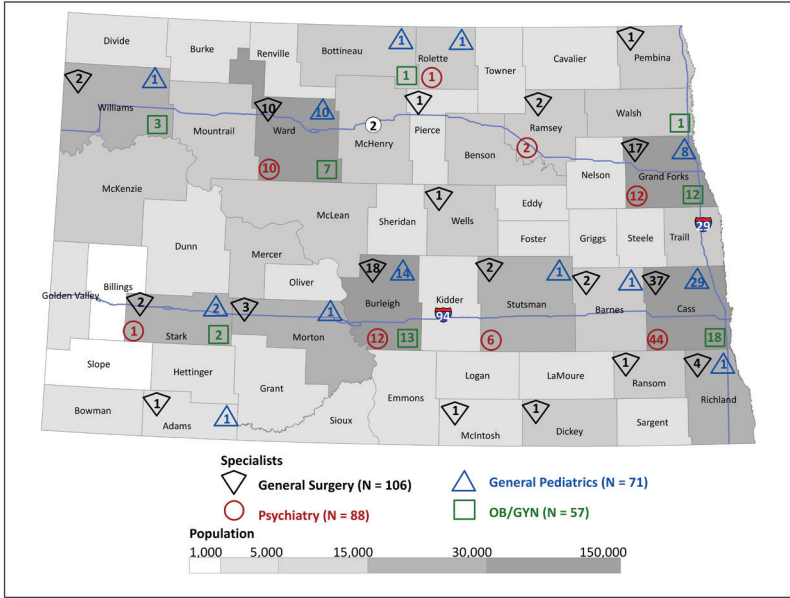 Divide
Burke
Renville
Bottineau
1
Rolette
1
1
1
Towner
Cavalier
1
Pembina
2
1
Williams
3
Mountrail
10
10
Ward
10
7
2
McHenry
1
Pierce
2
Ramsey
2
Benson
Walsh
1
Nelson
17
8
Grand Forks
12
12
McKenzie
McLean
Sheridan
1
Wells
Eddy
Foster
Griggs
Steele
Traill
29
Dunn
Mercer
Oliver
Billings
Golden Valley
2
2
Stark
1
2
3
1
Morton
18
14
Burleigh
12
13
Kidder
94
2
1
Stutsman
6
2
1
Barnes
37
29
Cass
44
18
Slope
Hettinger
Grant
Emmons
Logan
LaMoure
1
Ransom
4
1
Richland
Bowman
1
Adams
1
Sioux
1
McIntosh
1
Dickey
Sargent
Specialists
General Surgery (N = 106)
General Pediatrics (N = 71)
Psychiatry (N = 88)
OB/GYN (N = 57)
Population
1,000 5,000 15,000 30,000 150,000